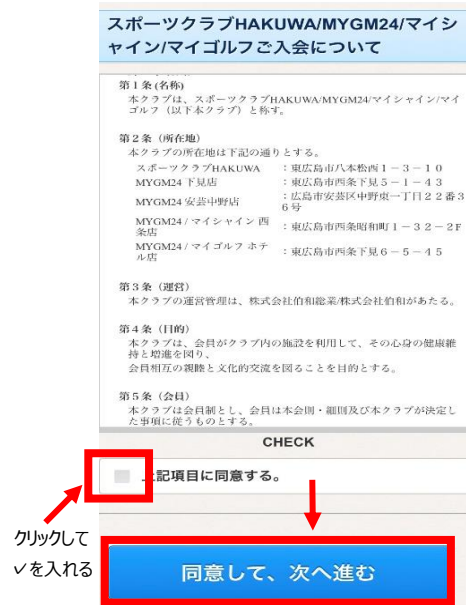 スポーツクラブHAKUWA/MYGM24/マイシ
ャイン/マイゴルフご入会について
第1条(名称)
本クラブは、スポーツクラブHAKUWA/MYGM24/マイシャイン/マイ
ゴルフ（以下本クラブ）と称す。
第2条（所在地）
本クラブの所在地は下記の通りとする。
スポーツクラブHAKUWA ：東広島市八本松西1－3－10
MYGM24 下見店 ：東広島市西条下見5－1－43
MYGM24 安芸中野店 ：広島市安芸区中野東一丁目22番3
6号
MYGM24 / マイシャイン 西
条店 ：東広島市西条昭和町1－32－2F
MYGM24 / マイゴルフ ホテ
ル店 ：東広島市西条下見6－5－45
第3条（運営）
本クラブの運営管理は、株式会社伯和総業/株式会社伯和があたる。
第4条（目的）
本クラブは、会員がクラブ内の施設を利用して、その心身の健康維
持と増進を図り、
会員相互の親睦と文化的交流を図ることを目的とする。
第5条（会員）
本クラブは会員制とし、会員は本会則・細則及び本クラブが決定し
た事項に従うものとする。
CHECK
記項目に同意する。
クリックして
✓を入れる
同意して、次へ進む